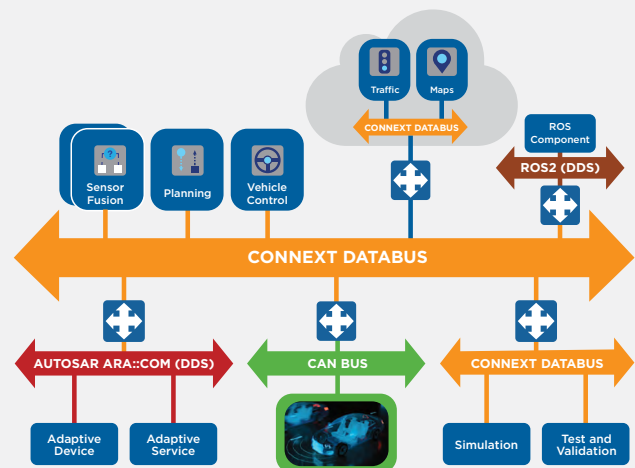 Traffic
Maps
CONNEXT DATABUS
ROS
Component
ROS2 (DDS)
?
Sensor
Fusion
Planning
Vehicle
Control
CONNEXT DATABUS
AUTOSAR ARA::COM (DDS)
CAN BUS
CONNEXT DATABUS
Adaptive
Device
Adaptive
Service
Simulation
Test and
Validation